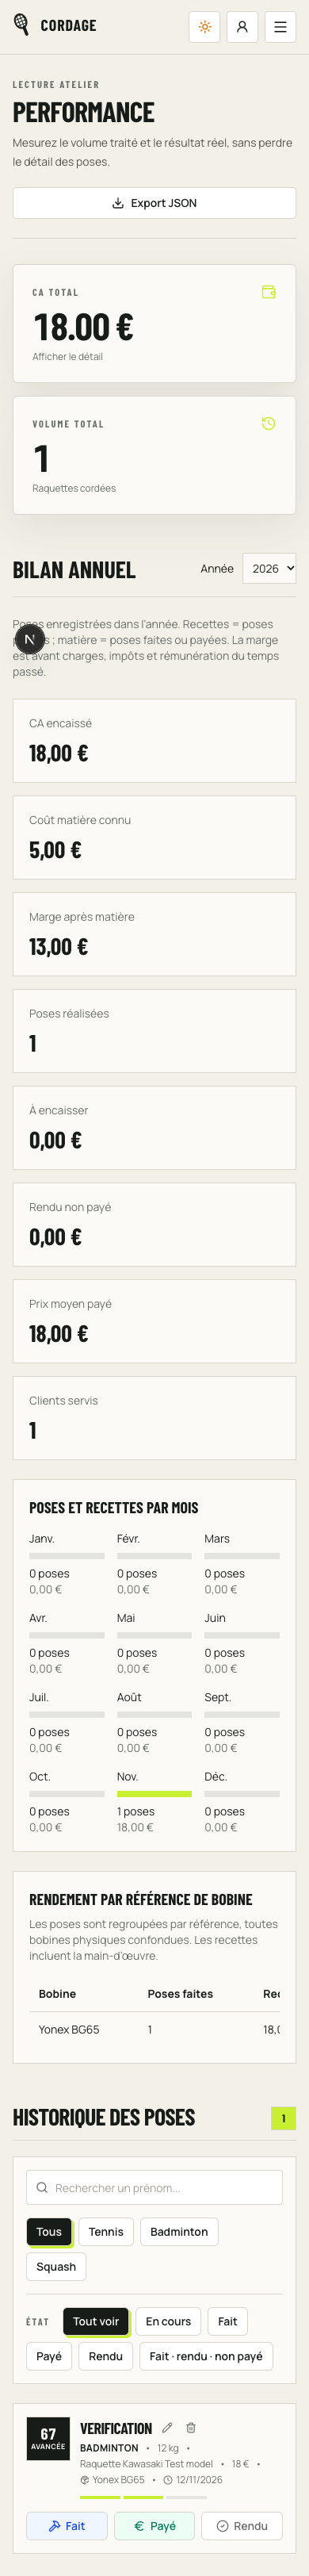 CORDAGE
LECTURE ATELIER
PERFORMANCE
Mesurez le volume traité et le résultat réel, sans perdre
le détail des poses.
Export JSON
CA TOTAL
18.00 €
Afficher le détail
VOLUME TOTAL
1
Raquettes cordées
BILAN ANNUEL
Année
2026
enregistrées dans l'année. Recettes = poses
; matière = poses faites ou payées. La marge
est avant charges, impôts et rémunération du temps
passé.
N
CA encaissé
18,00 €
Coût matière connu
5,00 €
Marge après matière
13,00 €
Poses réalisées
1
À encaisser
0,00 €
Rendu non payé
0,00 €
Prix moyen payé
18,00 €
Clients servis
1
POSES ET RECETTES PAR MOIS
Janv. Févr. Mars
0 poses 0 poses 0 poses
0,00 € 0,00 € 0,00 €
Avr. Mai Juin
0 poses 0 poses 0 poses
0,00 € 0,00 € 0,00 €
Juil. Août Sept.
0 poses 0 poses 0 poses
0,00 € 0,00 € 0,00 €
Oct. Nov. Déc.
0 poses 1 poses 0 poses
0,00 € 18,00 € 0,00 €
RENDEMENT PAR RÉFÉRENCE DE BOBINE
Les poses sont regroupées par référence, toutes
bobines physiques confondues. Les recettes
incluent la main-d'œuvre.
Bobine Poses faites
Yonex BG65 1
HISTORIQUE DES POSES
1
Rechercher un prénom...
Tous Tennis Badminton
Squash
ÉTAT Tout voir En cours Fait
Payé Rendu Fait · rendu · non payé
67
AVANCÉE
VERIFICATION
BADMINTON • 12 kg •
Raquette Kawasaki Test model • 18 € •
Yonex BG65 • 12/11/2026
Fait Payé Rendu